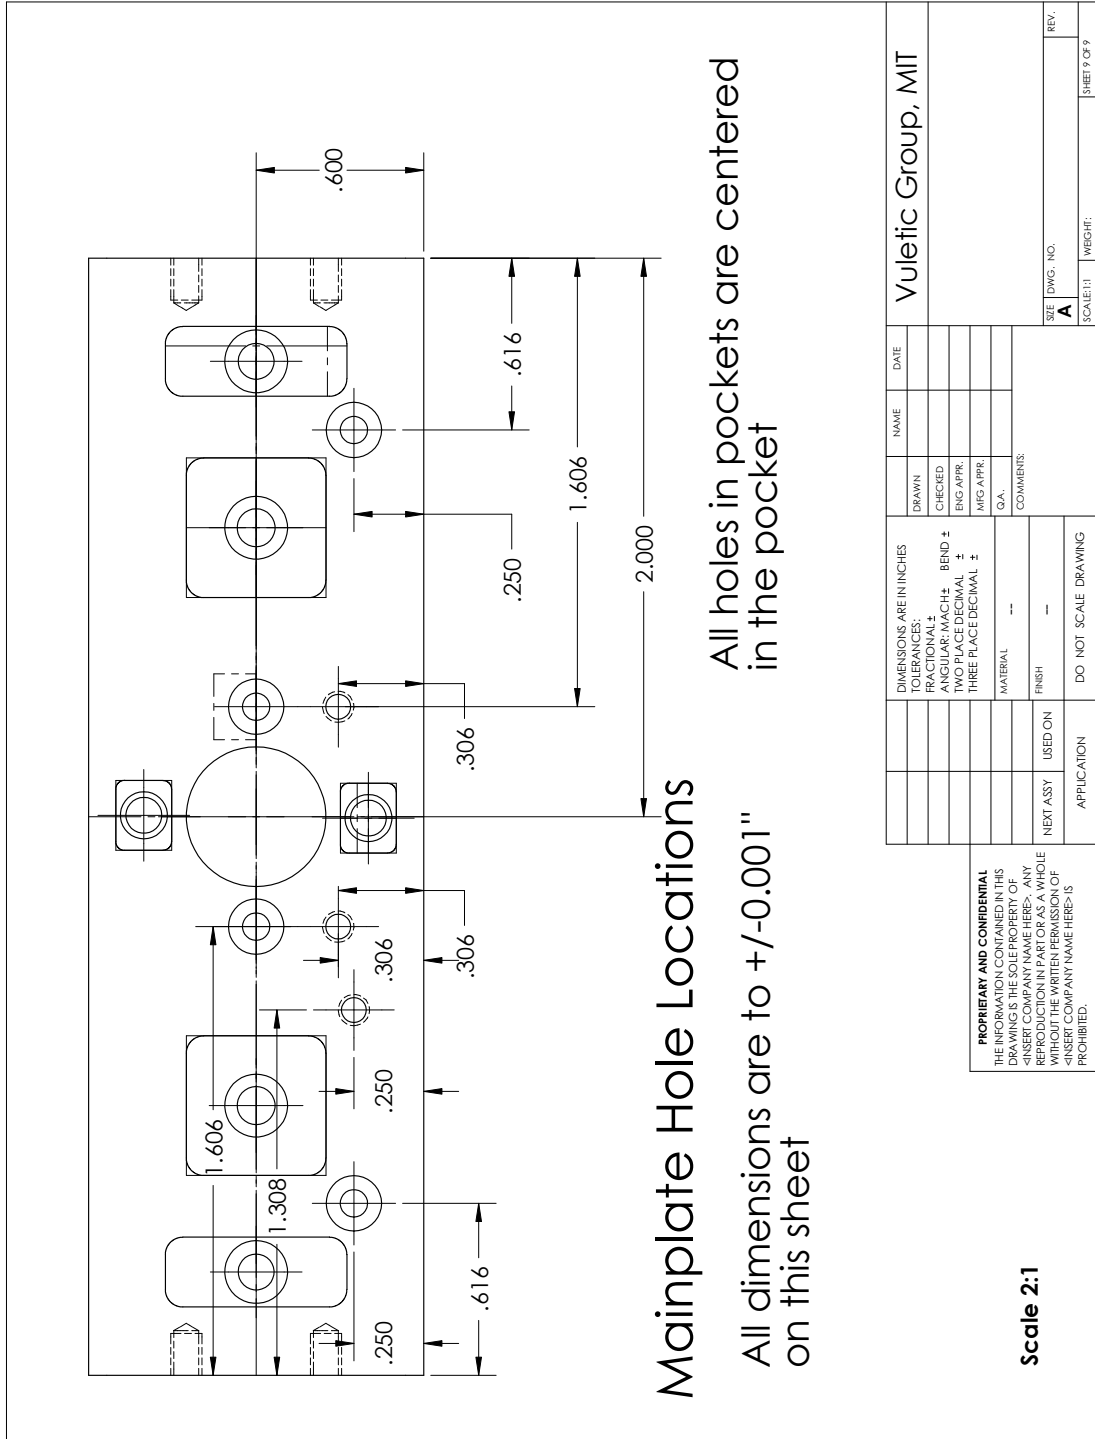 .600
.616
1.606
2.000
.250
.306
.306
.306
.250
1.606
1.308
.616
.250
Mainplate Hole Locations
All dimensions are to +/-0.001"
on this sheet
All holes in pockets are centered
in the pocket
Scale 2:1
PROPRIETARY AND CONFIDENTIAL
THE INFORMATION CONTAINED IN THIS
DRAWING IS THE SOLE PROPERTY OF
<INSERT COMPANY NAME HERE>. ANY
REPRODUCTION IN PART OR AS A WHOLE
WITHOUT THE WRITTEN PERMISSION OF
<INSERT COMPANY NAME HERE> IS
PROHIBITED.
NEXT ASSY
USED ON
APPLICATION
DIMENSIONS ARE IN INCHES
TOLERANCES:
FRACTIONAL ±
ANGULAR: MACH ± BEND ±
TWO PLACE DECIMAL ±
THREE PLACE DECIMAL ±
MATERIAL
--
FINISH
--
DO NOT SCALE DRAWING
NAME
DATE
DRAWN
CHECKED
ENG APPR.
MFG APPR.
Q.A.
COMMENTS:
Vuletic Group, MIT
SIZE
A
DWG. NO.
REV.
SCALE:1:1
WEIGHT:
SHEET 9 OF 9